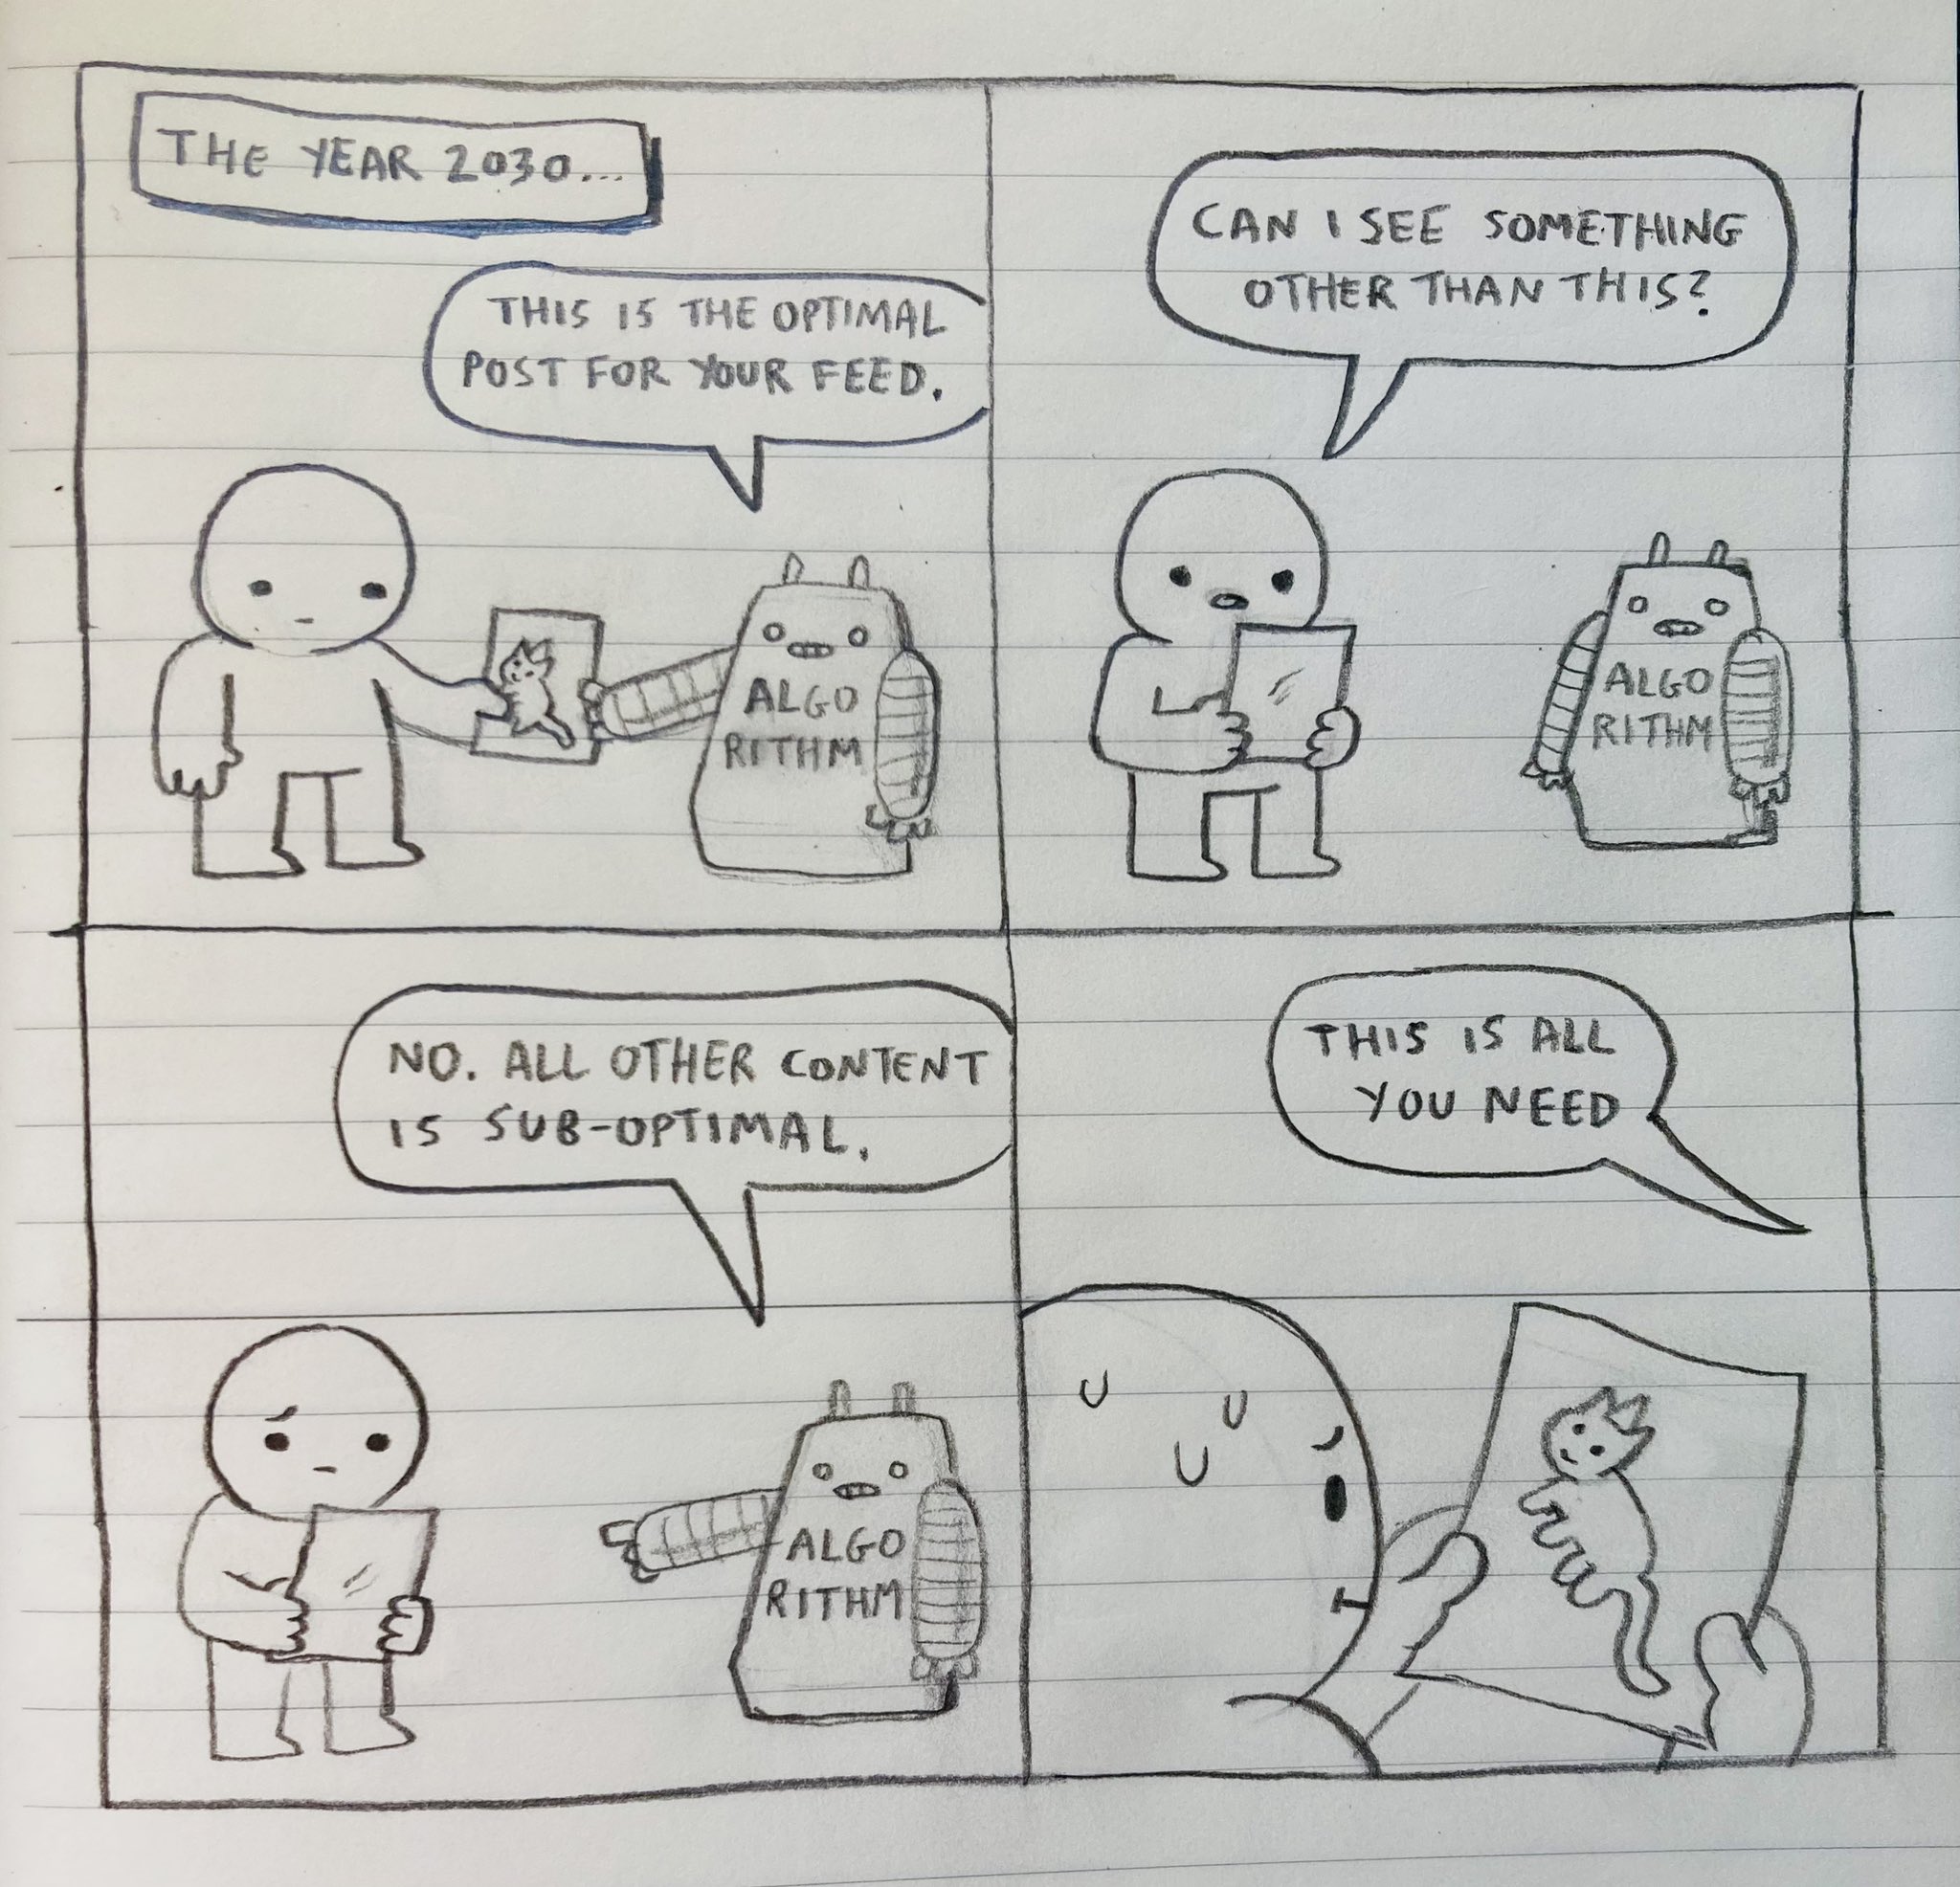 THE YEAR 2030...
THIS IS THE OPTIMAL
POST FOR YOUR FEED.
ALGO
RITHM
CAN I SEE SOMETHING
OTHER THAN THIS?
ALGO
RITHM
NO. ALL OTHER CONTENT
IS SUB-OPTIMAL.
ALGO
RITHM
THIS IS ALL
YOU NEED